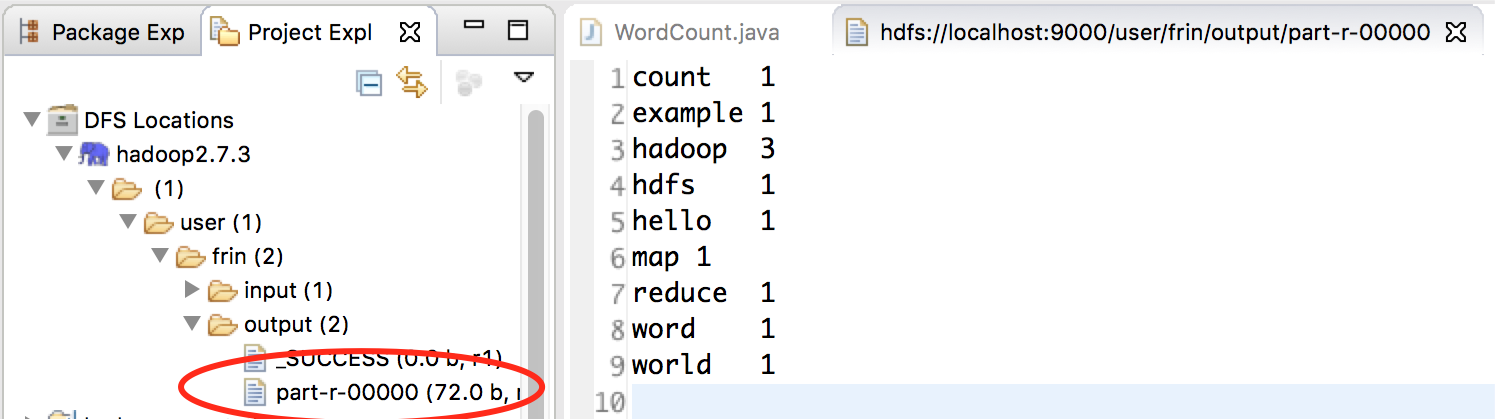 Package Exp
Project Expl
DFS Locations
hadoop2.7.3
(1)
user (1)
frin (2)
input (1)
output (2)
_SUCCESS (0.0 b, r1)
part-r-00000 (72.0 b, r
WordCount.java
hdfs://localhost:9000/user/frin/output/part-r-00000
1 count 1
2 example 1
3 hadoop 3
4 hdfs 1
5 hello 1
6 map 1
7 reduce 1
8 word 1
9 world 1
10